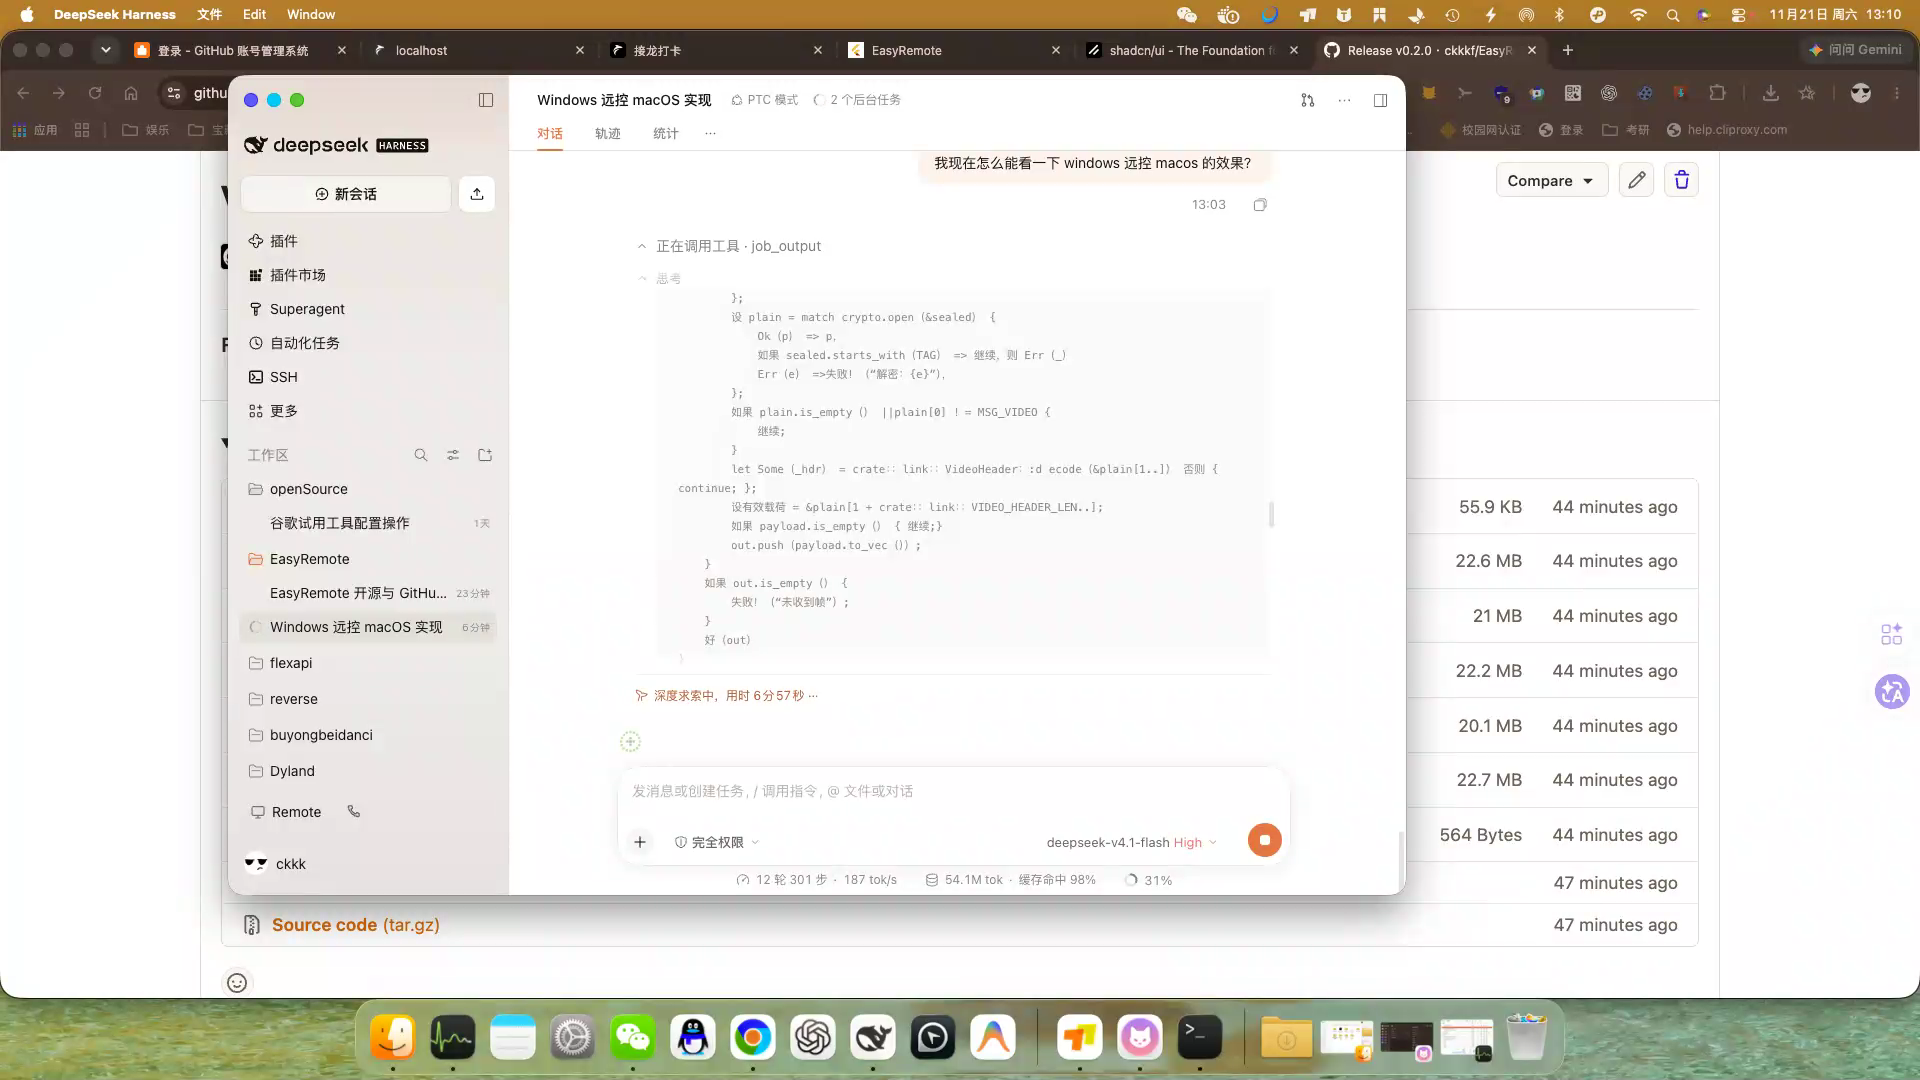 DeepSeek Harness 文件 Edit Window 11月21日 周六 13:10
登录 - GitHub 账号管理系统 localhost 接龙打卡 EasyRemote shadcn/ui - The Foundation f Release v0.2.0 · ckkkf/EasyR 问问 Gemini
githu 9
应用 娱乐 校园网认证 登录 考研 help.cliproxy.com
Windows 远控 macOS 实现 PTC 模式 2 个后台任务
deepseek HARNESS
对话 轨迹 统计 ···
新会话
插件
插件市场
Superagent
自动化任务
SSH
更多
工作区
openSource
谷歌试用工具配置操作 1天
EasyRemote
EasyRemote 开源与 GitHu... 23分钟
Windows 远控 macOS 实现 6分钟
flexapi
reverse
buyongbeidanci
Dyland
Remote
ckkk
我现在怎么能看一下 windows 远控 macos 的效果?
13:03
正在调用工具 · job_output
思考
};
设 plain = match crypto.open（&sealed） {
Ok（p） => p,
如果 sealed.starts_with（TAG） => 继续，则 Err（_）
Err（e） =>失败！（“解密：{e}”），
};
如果 plain.is_empty（） ||plain[0] ！= MSG_VIDEO {
继续;
}
let Some（_hdr） = crate：：link：：VideoHeader：:d ecode（&plain[1..]） 否则 {
continue; };
设有效载荷 = &plain[1 + crate：：link：：VIDEO_HEADER_LEN..];
如果 payload.is_empty（） { 继续;}
out.push（payload.to_vec（））;
}
如果 out.is_empty（） {
失败！（“未收到帧”）;
}
好（out）
}
深度求索中，用时 6分57秒 ···
发消息或创建任务, / 调用指令, @ 文件或对话
完全权限 deepseek-v4.1-flash High
12 轮 301 步 · 187 tok/s 54.1M tok · 缓存命中 98% 31%
Compare
55.9 KB 44 minutes ago
22.6 MB 44 minutes ago
21 MB 44 minutes ago
22.2 MB 44 minutes ago
20.1 MB 44 minutes ago
22.7 MB 44 minutes ago
564 Bytes 44 minutes ago
47 minutes ago
Source code (tar.gz) 47 minutes ago